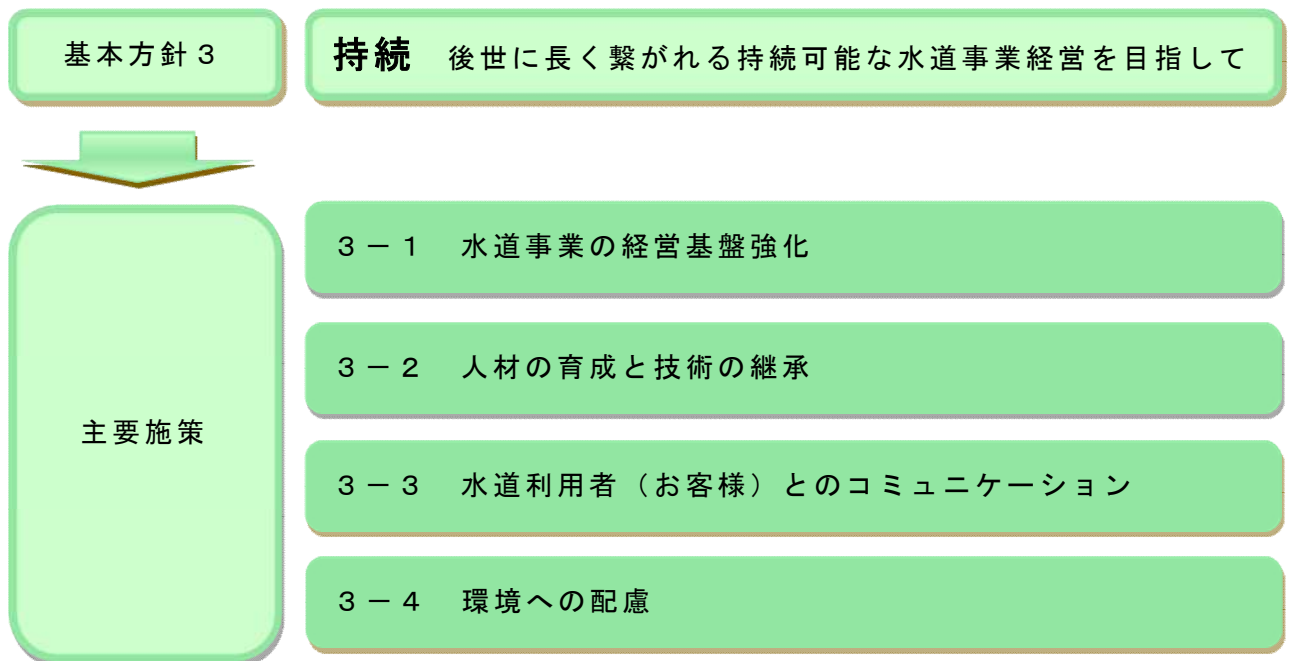 基本方針３
持続　後世に長く繋がれる持続可能な水道事業経営を目指して
主要施策
３－１　水道事業の経営基盤強化
３－２　人材の育成と技術の継承
３－３　水道利用者（お客様）とのコミュニケーション
３－４　環境への配慮